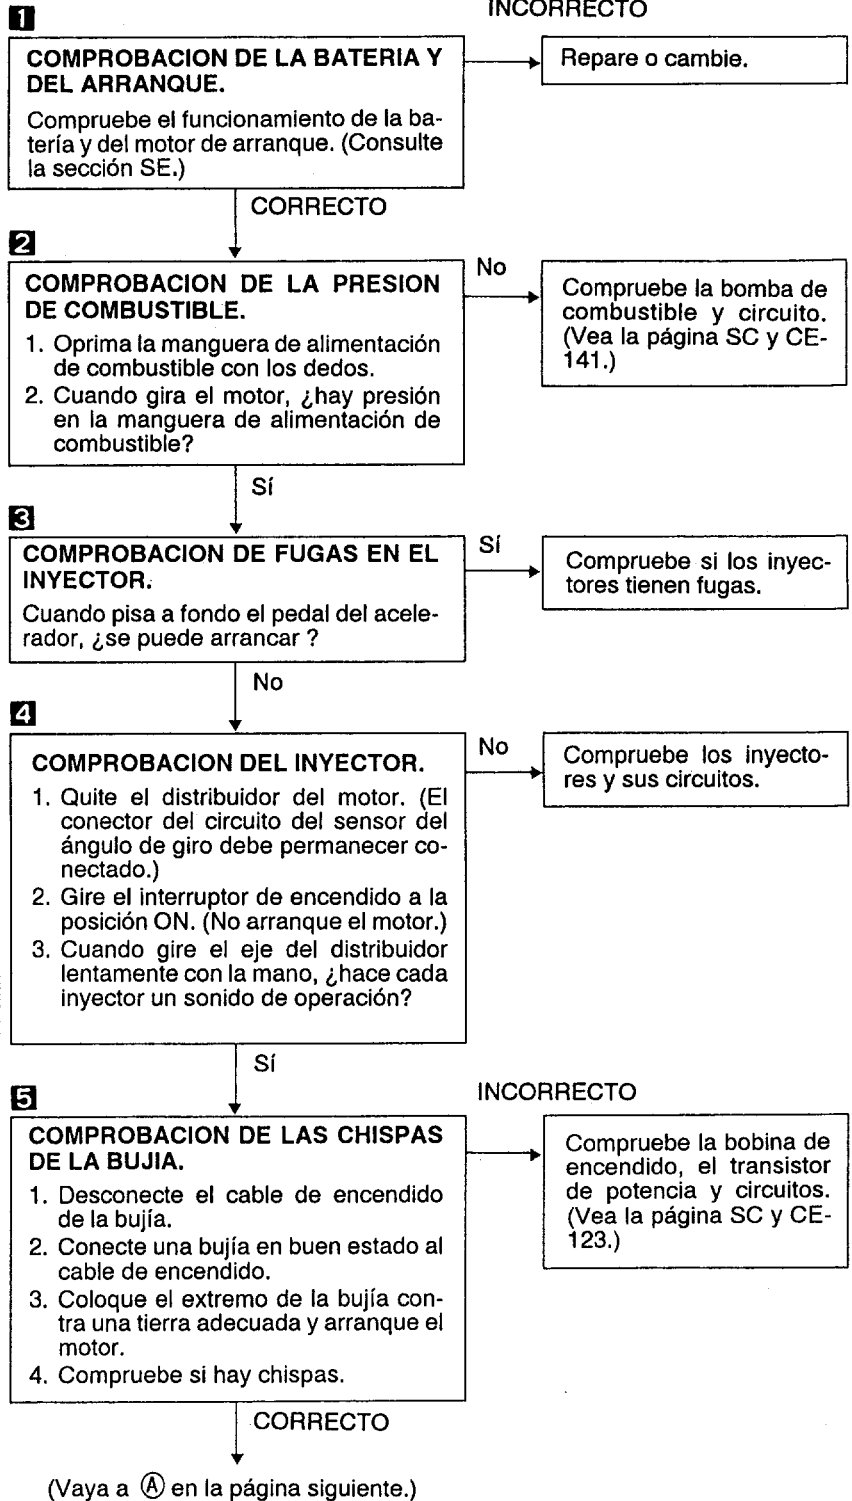 INCORRECTO
1
COMPROBACION DE LA BATERIA Y
DEL ARRANQUE.
Compruebe el funcionamiento de la ba-
tería y del motor de arranque. (Consulte
la sección SE.)
Repare o cambie.
CORRECTO
2
COMPROBACION DE LA PRESION
DE COMBUSTIBLE.
1. Oprima la manguera de alimentación
de combustible con los dedos.
2. Cuando gira el motor, ¿hay presión
en la manguera de alimentación de
combustible?
No
Compruebe la bomba de
combustible y circuito.
(Vea la página SC y CE-
141.)
Sí
3
COMPROBACION DE FUGAS EN EL
INYECTOR.
Cuando pisa a fondo el pedal del acele-
rador, ¿se puede arrancar ?
Sí
Compruebe si los inyec-
tores tienen fugas.
No
4
COMPROBACION DEL INYECTOR.
1. Quite el distribuidor del motor. (El
conector del circuito del sensor del
ángulo de giro debe permanecer co-
nectado.)
2. Gire el interruptor de encendido a la
posición ON. (No arranque el motor.)
3. Cuando gire el eje del distribuidor
lentamente con la mano, ¿hace cada
inyector un sonido de operación?
No
Compruebe los inyecto-
res y sus circuitos.
Sí
5
COMPROBACION DE LAS CHISPAS
DE LA BUJIA.
1. Desconecte el cable de encendido
de la bujía.
2. Conecte una bujía en buen estado al
cable de encendido.
3. Coloque el extremo de la bujía con-
tra una tierra adecuada y arranque el
motor.
4. Compruebe si hay chispas.
INCORRECTO
Compruebe la bobina de
encendido, el transistor
de potencia y circuitos.
(Vea la página SC y CE-
123.)
CORRECTO
(Vaya a Ⓐ en la página siguiente.)